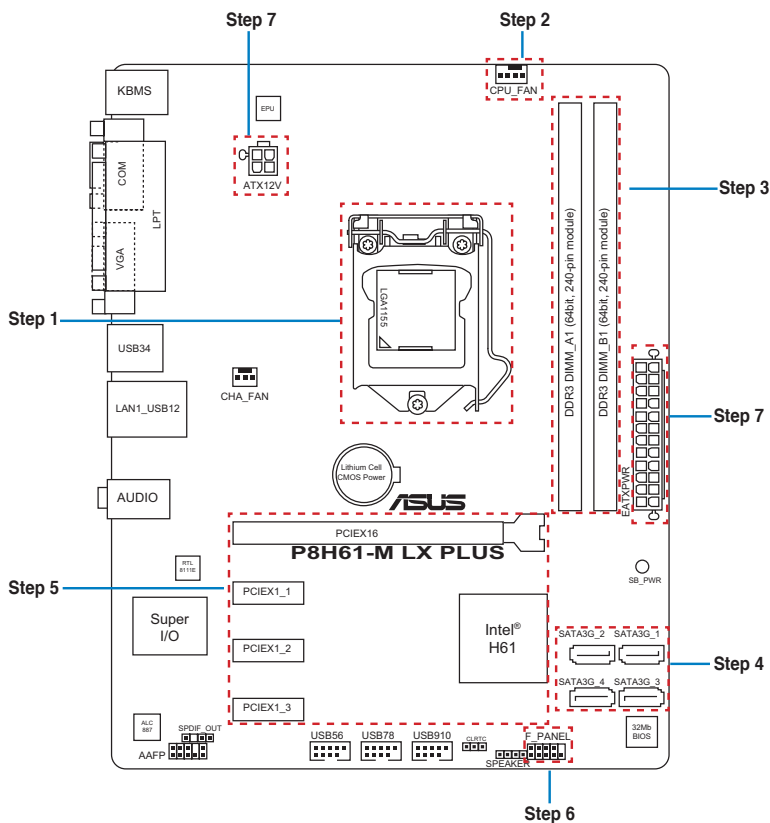 Step 7
Step 2
KBMS
EPU
CPU_FAN
COM
LPT
VGA
ATX12V
Step 3
DDR3 DIMM_A1 (64bit, 240-pin module)
DDR3 DIMM_B1 (64bit, 240-pin module)
LGA1155
Step 1
USB34
CHA_FAN
LAN1_USB12
Step 7
EATXPWR
Lithium Cell
CMOS Power
AUDIO
ASUS
PCIEX16
P8H61-M LX PLUS
RTL
8111E
SB_PWR
Step 5
PCIEX1_1
Super
I/O
Intel®
H61
SATA3G_2
SATA3G_1
PCIEX1_2
Step 4
SATA3G_4
SATA3G_3
PCIEX1_3
ALC
887
SPDIF_OUT
AAFP
USB56
USB78
USB910
CLRTC
SPEAKER
F_PANEL
32Mb
BIOS
Step 6